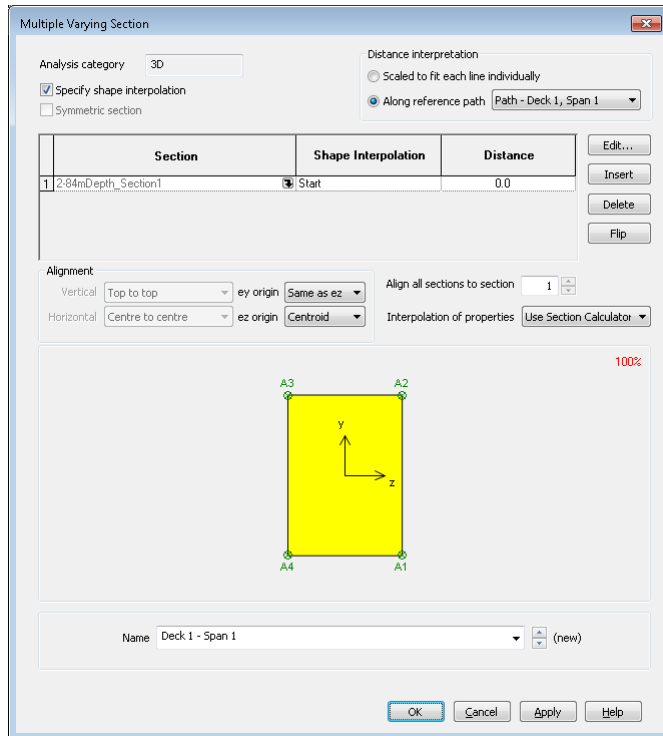 Multiple Varying Section
Analysis category 3D
Specify shape interpolation
Symmetric section
Distance interpretation
Scaled to fit each line individually
Along reference path Path - Deck 1, Span 1
Section Shape Interpolation Distance
1 2-84mDepth_Section1 Start 0.0
Edit...
Insert
Delete
Flip
Alignment
Vertical Top to top ey origin Same as ez
Horizontal Centre to centre ez origin Centroid
Align all sections to section 1
Interpolation of properties Use Section Calculator
100%
A3 A2
y
z
A4 A1
Name Deck 1 - Span 1 (new)
OK Cancel Apply Help